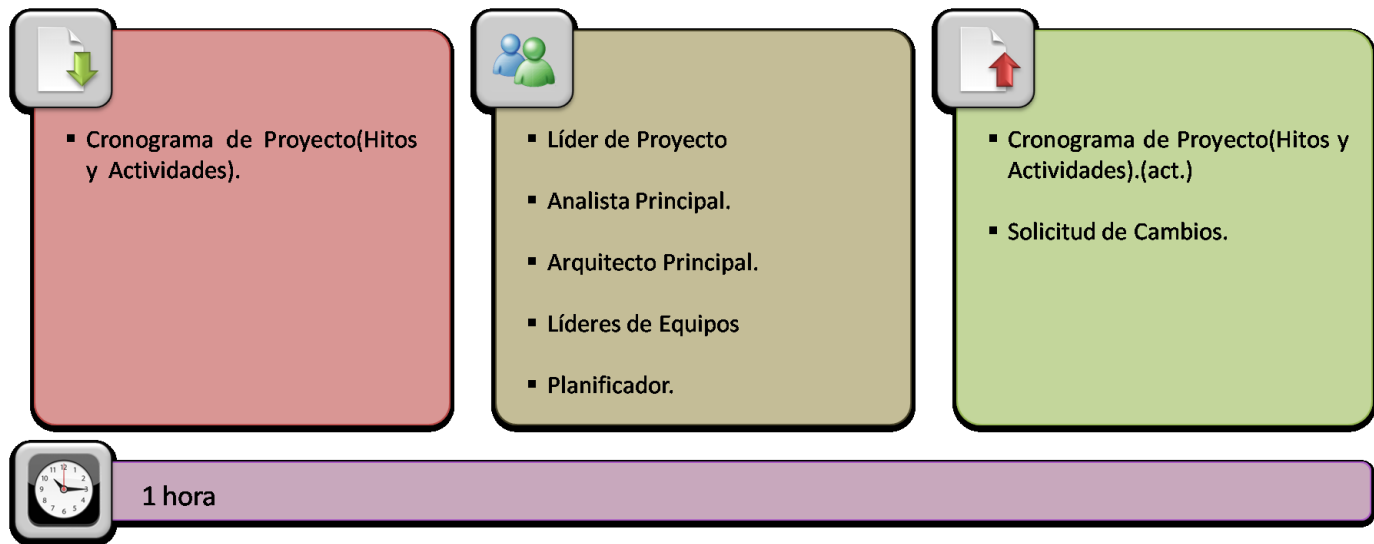 ▪ Cronograma de Proyecto(Hitos
y Actividades).
▪ Líder de Proyecto
▪ Analista Principal.
▪ Arquitecto Principal.
▪ Líderes de Equipos
▪ Planificador.
▪ Cronograma de Proyecto(Hitos y
Actividades).(act.)
▪ Solicitud de Cambios.
1 hora